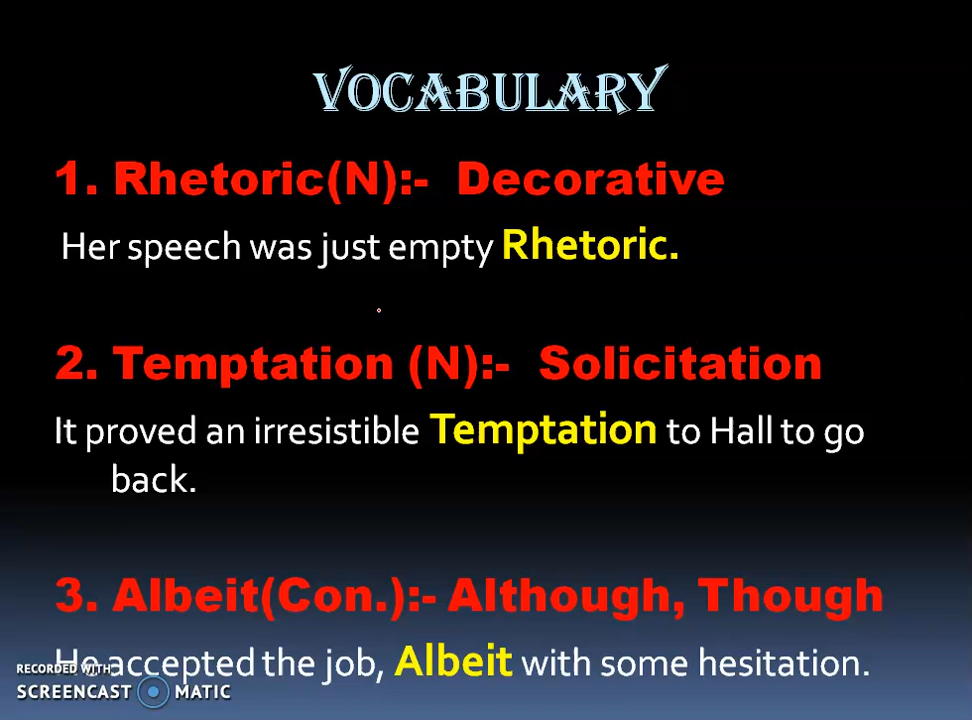 VOCABULARY
1. Rhetoric(N):- Decorative
Her speech was just empty Rhetoric.
2. Temptation (N):- Solicitation
It proved an irresistible Temptation to Hall to go
back.
3. Albeit(Con.):- Although, Though
He accepted the job, Albeit with some hesitation.
RECORDED WITH
SCREENCAST MATIC